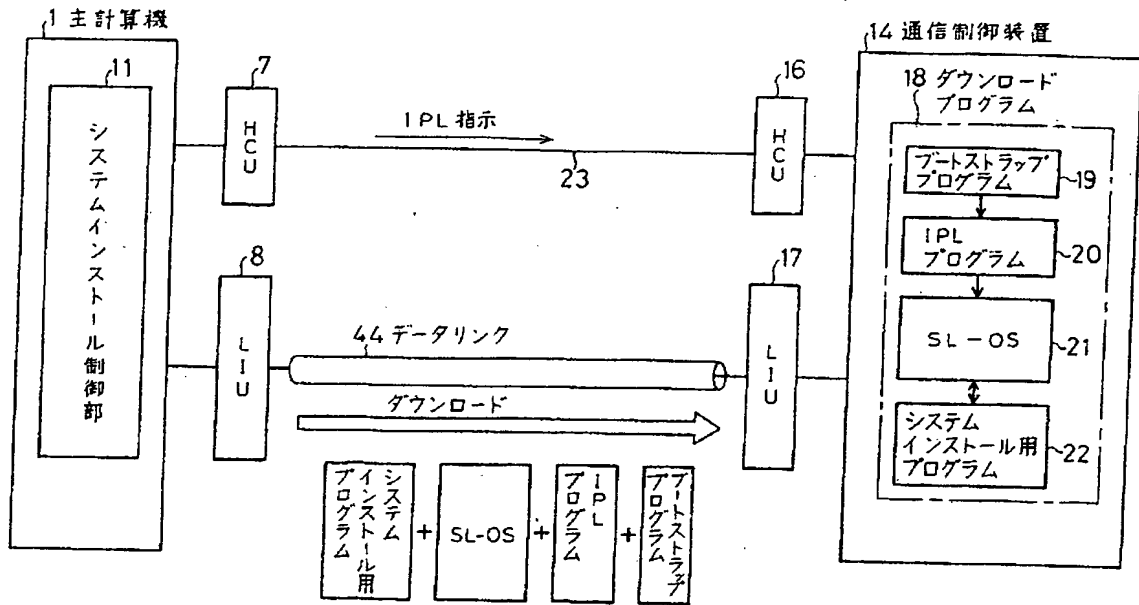 1 主計算機
11
システムインストール制御部
7
HCU
IPL指示
23
16
HCU
8
LIU
44 データリンク
ダウンロード
17
LIU
システム
インストール用
プログラム
+
SL-OS
+
IPL
プログラム
+
ブートストラップ
プログラム
14 通信制御装置
18 ダウンロード
プログラム
ブートストラップ
プログラム
19
IPL
プログラム
20
SL-OS
21
システム
インストール用
プログラム
22